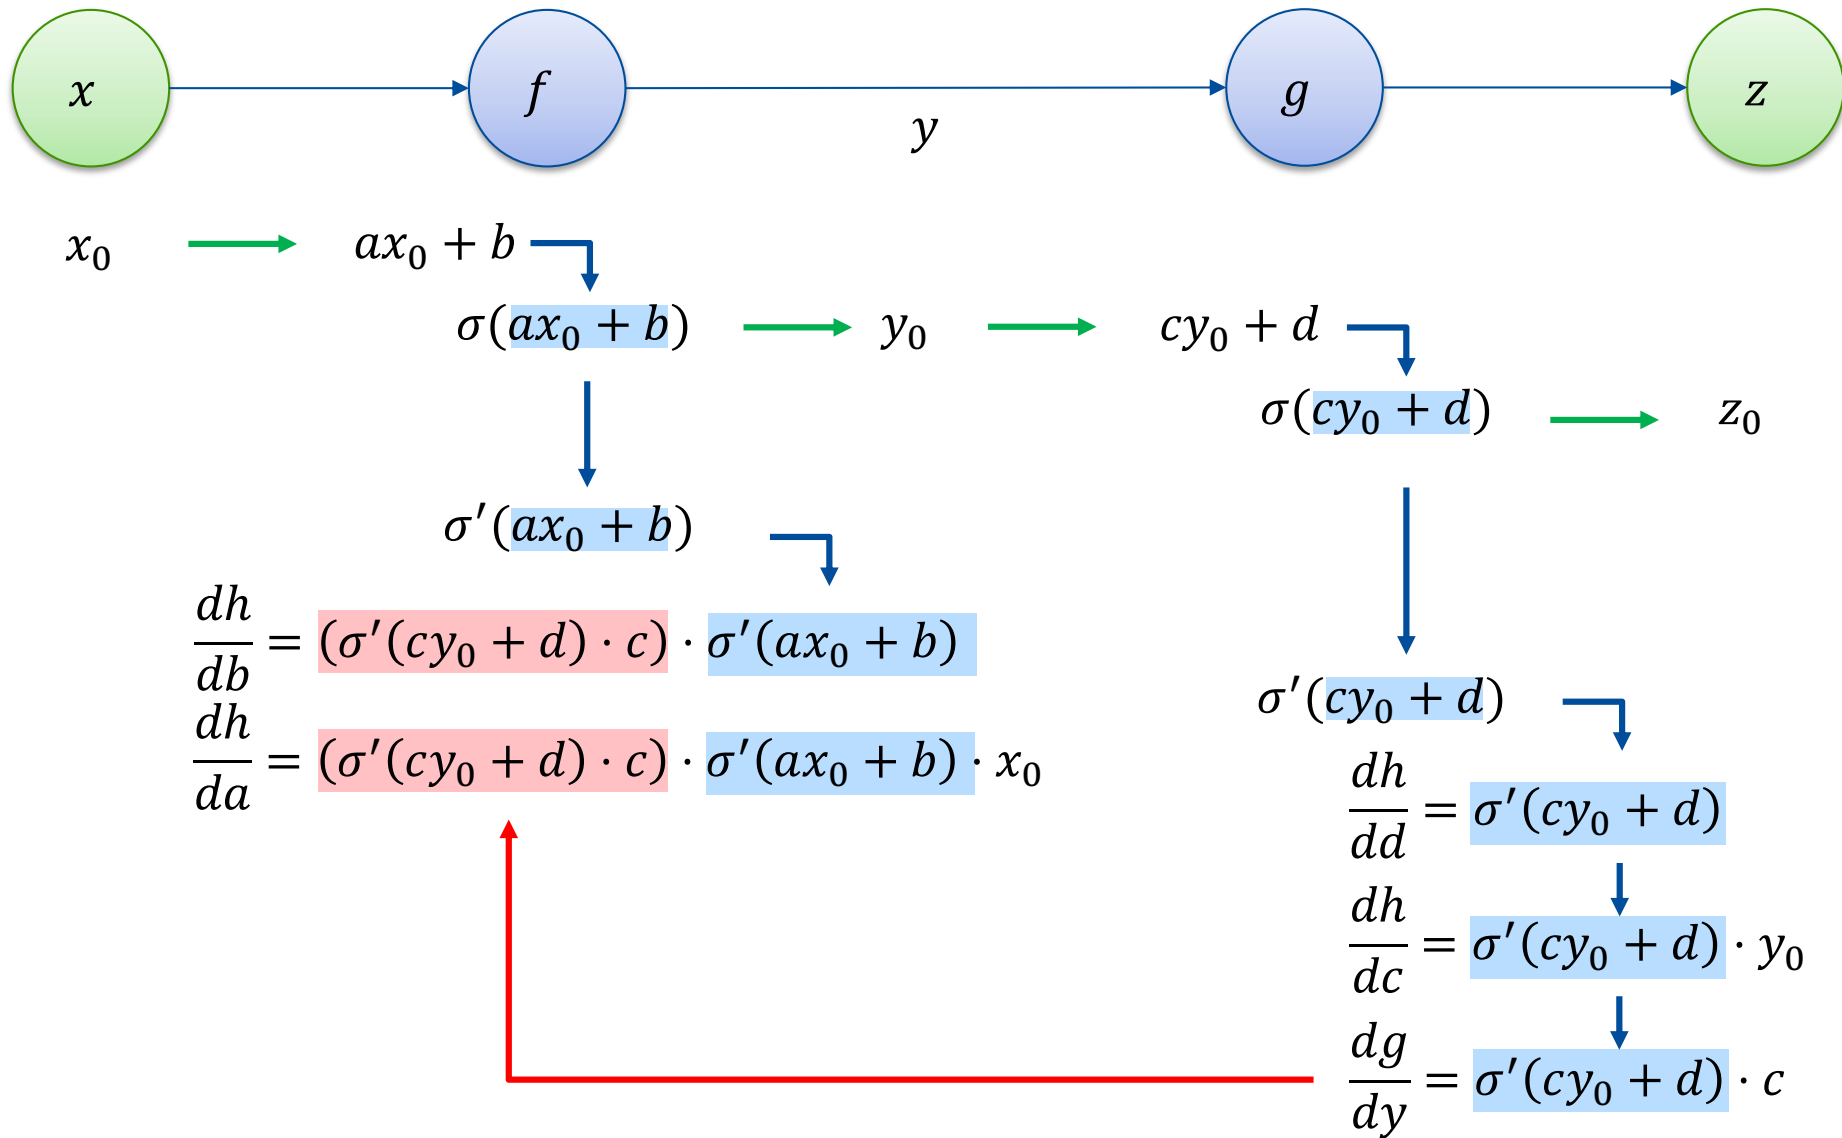 x f g z
y
x₀ ax₀ + b
σ(ax₀ + b) y₀ cy₀ + d
σ(cy₀ + d) z₀
σ′(ax₀ + b)
dh/db = (σ′(cy₀ + d) · c) · σ′(ax₀ + b)
σ′(cy₀ + d)
dh/da = (σ′(cy₀ + d) · c) · σ′(ax₀ + b) · x₀
dh/dd = σ′(cy₀ + d)
dh/dc = σ′(cy₀ + d) · y₀
dg/dy = σ′(cy₀ + d) · c